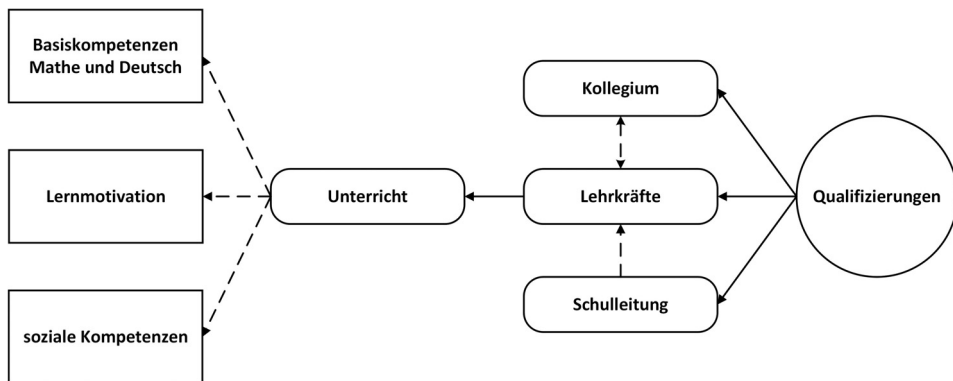 Basiskompetenzen
Mathe und Deutsch
Lernmotivation
soziale Kompetenzen
Unterricht
Kollegium
Lehrkräfte
Schulleitung
Qualifizierungen